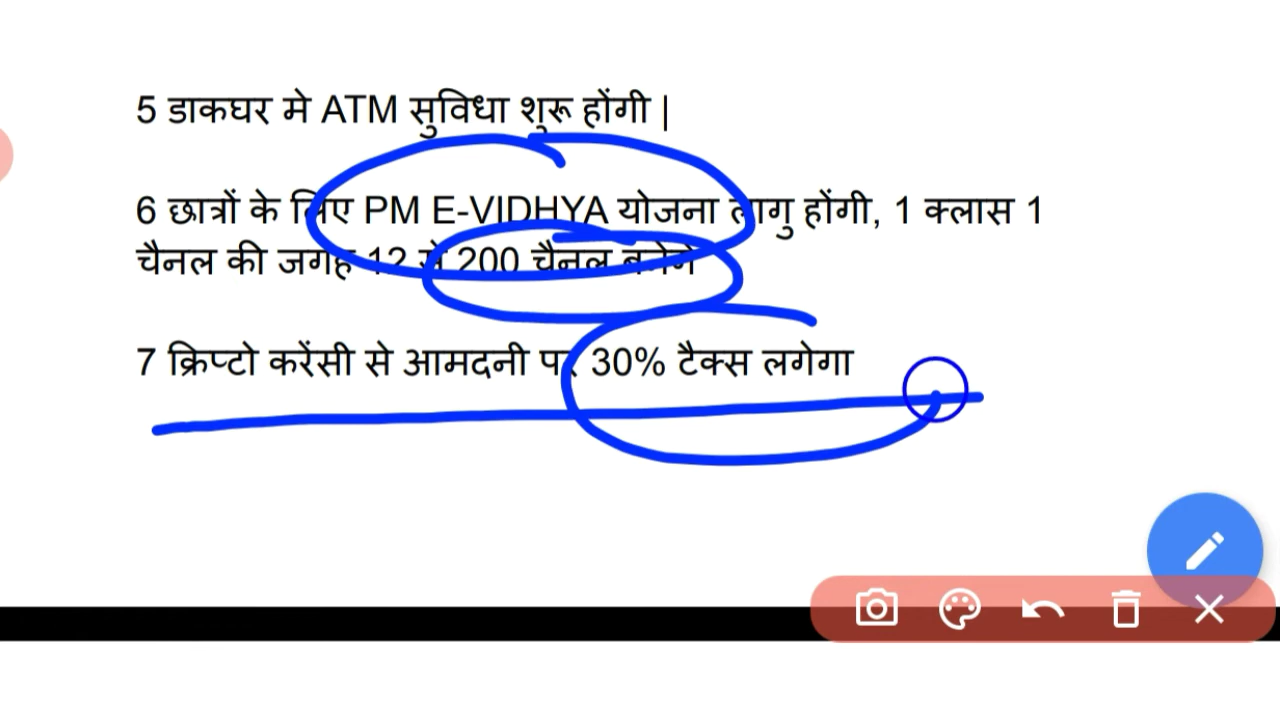 5 डाकघर मे ATM सुविधा शुरू होंगी |
6 छात्रों के लिए PM E-VIDHYA योजना लागु होंगी, 1 क्लास 1
चैनल की जगह 12 से 200 चैनल बनेगे
7 क्रिप्टो करेंसी से आमदनी पर 30% टैक्स लगेगा